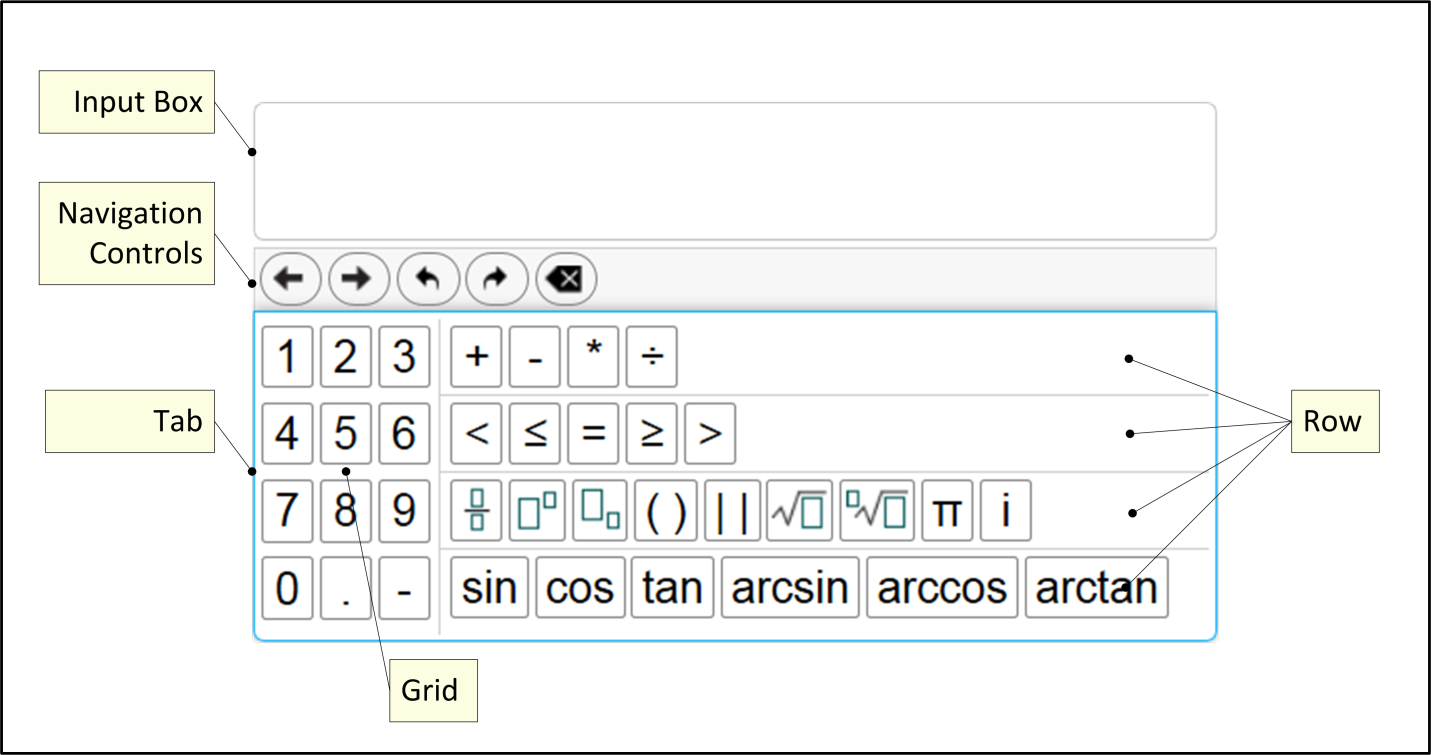 Input Box
Navigation
Controls
1 2 3 + - * ÷
Tab
Row
4 5 6 < ≤ = ≥ >
7 8 9 ( ) | | √ √ π i
0 . - sin cos tan arcsin arccos arctan
Grid